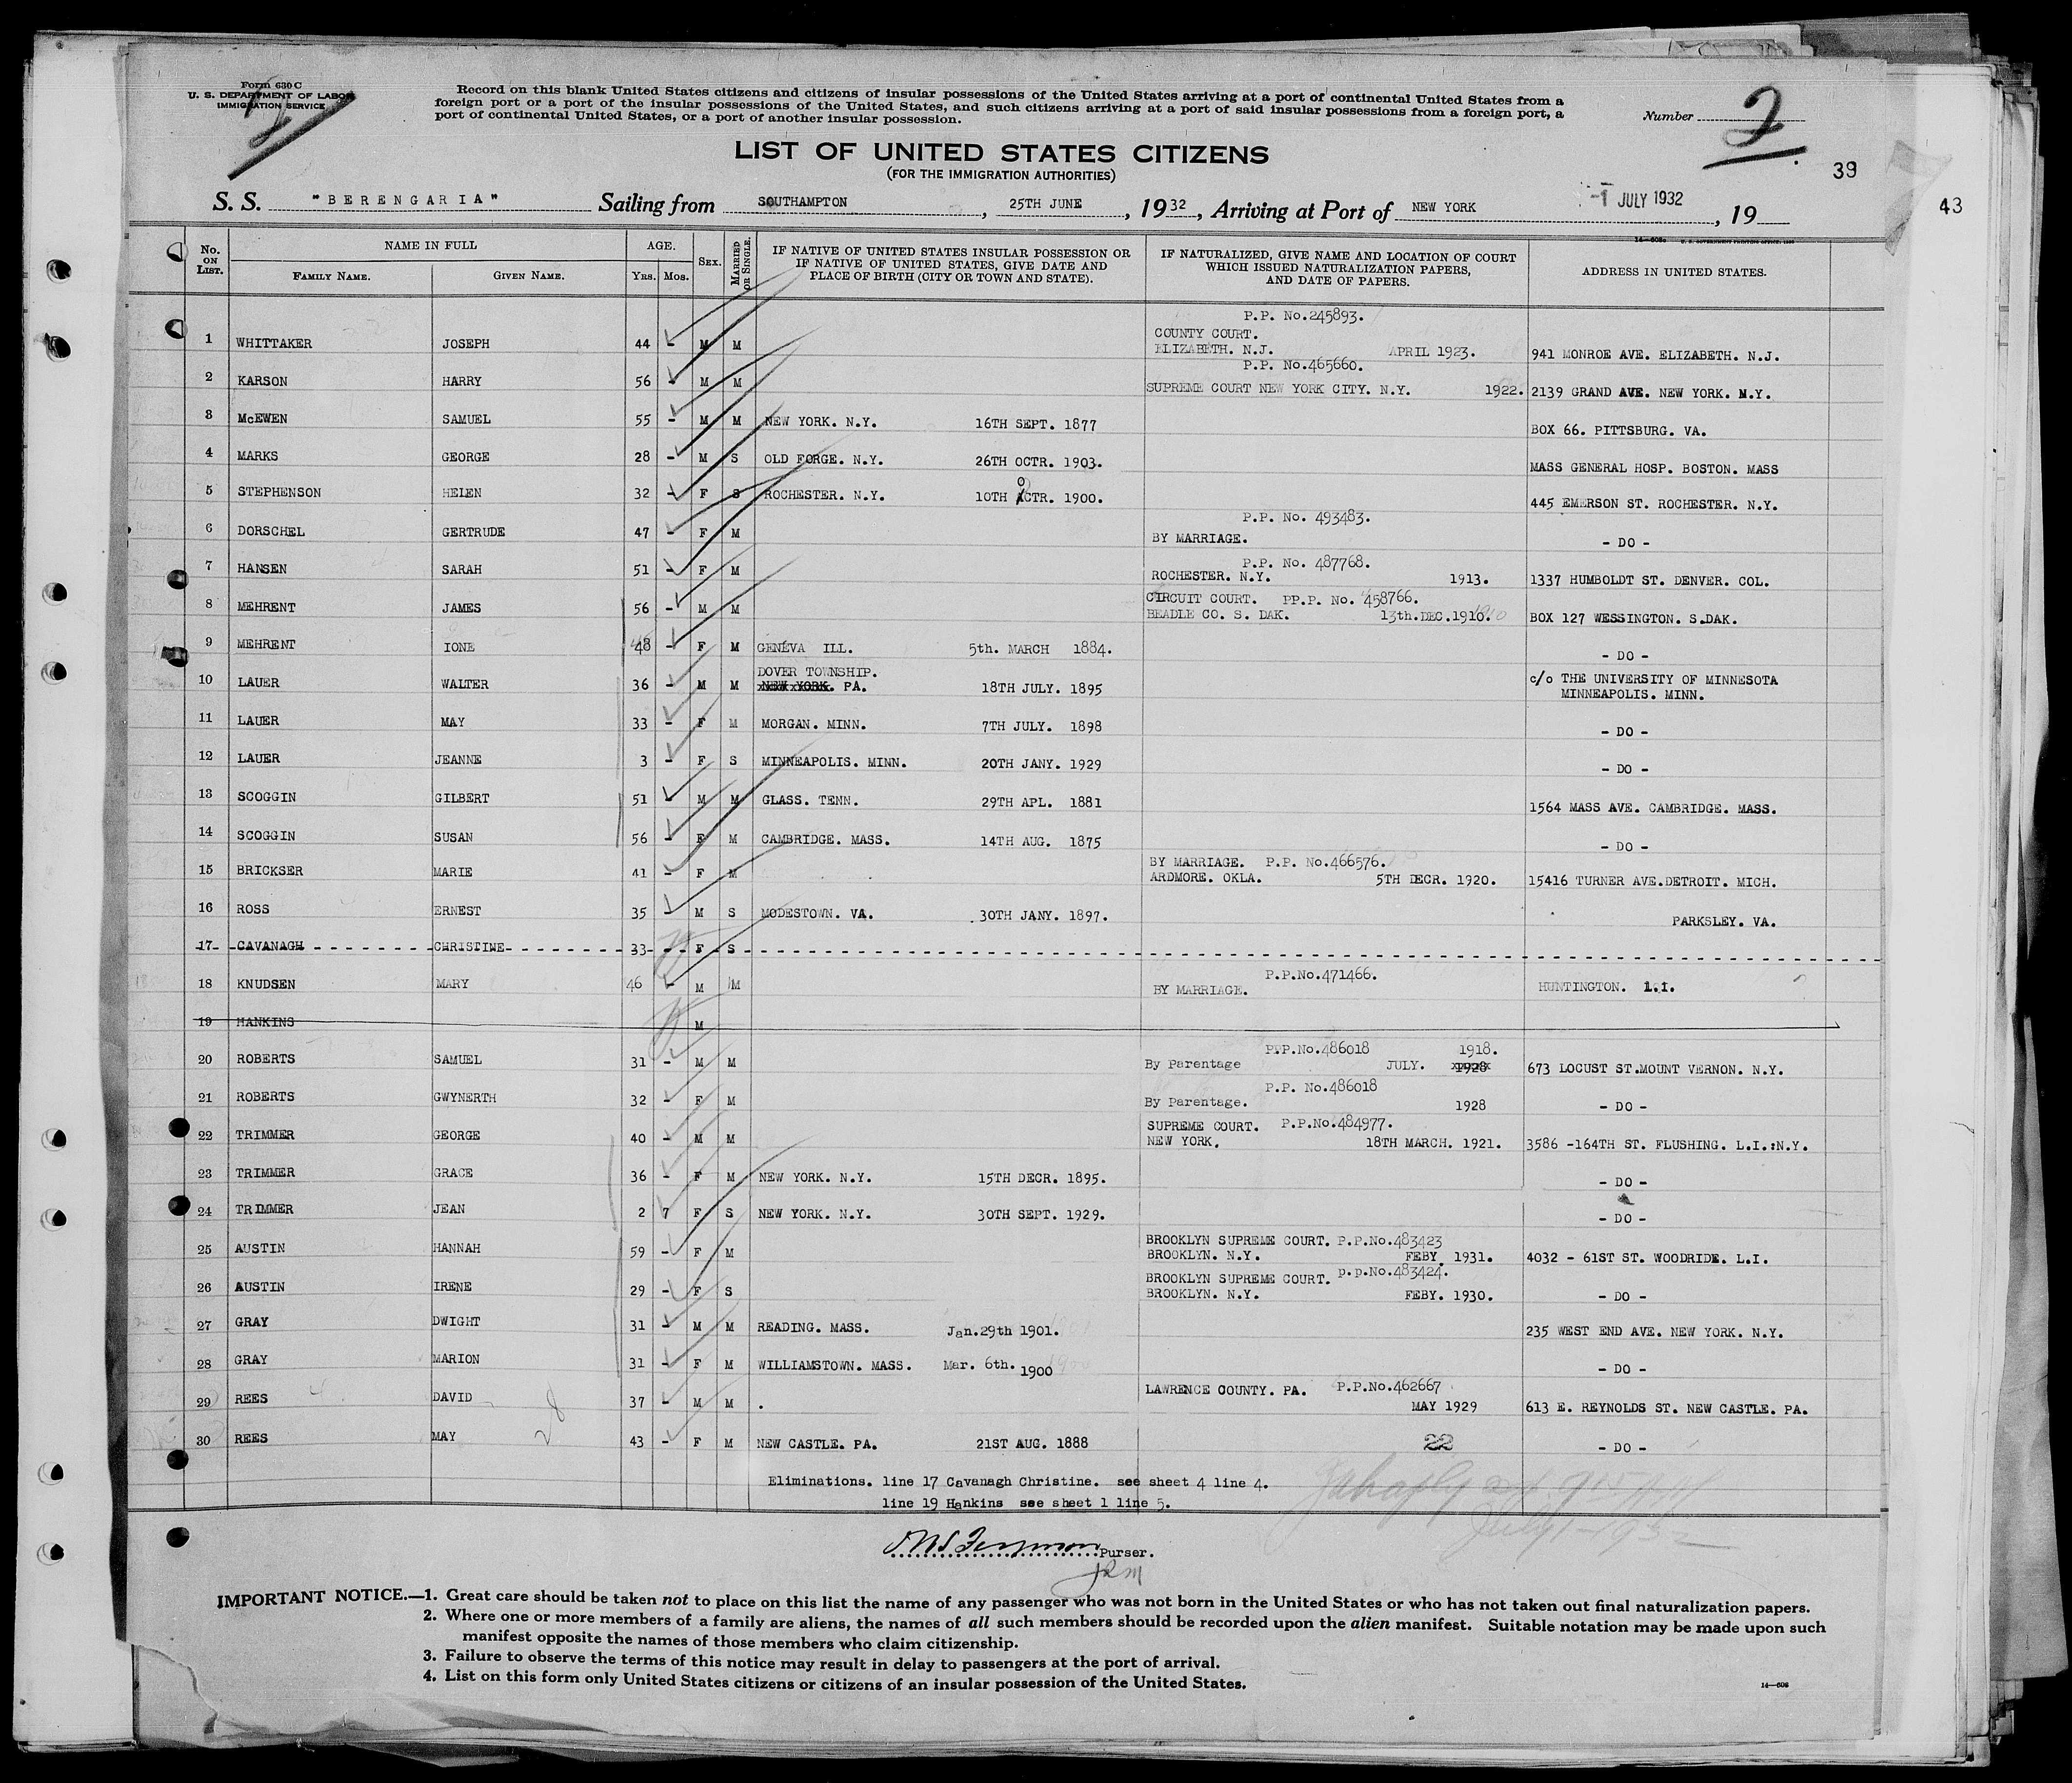 Form 630 C
U. S. DEPARTMENT OF LABOR
IMMIGRATION SERVICE
Record on this blank United States citizens and citizens of insular possessions of the United States arriving at a port of continental United States from a
foreign port or a port of the insular possessions of the United States, and such citizens arriving at a port of said insular possessions from a foreign port, a
port of continental United States, or a port of another insular possession.
Number 2
LIST OF UNITED STATES CITIZENS
(FOR THE IMMIGRATION AUTHORITIES)
39
43
S. S. "BERENGARIA" Sailing from SOUTHAMPTON, 25TH JUNE, 1932, Arriving at Port of NEW YORK -1 JULY 1932, 19
No. ON LIST. NAME IN FULL FAMILY NAME. GIVEN NAME. AGE. YRS. MOS. SEX. MARRIED OR SINGLE. IF NATIVE OF UNITED STATES INSULAR POSSESSION OR IF NATIVE OF UNITED STATES, GIVE DATE AND PLACE OF BIRTH (CITY OR TOWN AND STATE). IF NATURALIZED, GIVE NAME AND LOCATION OF COURT WHICH ISSUED NATURALIZATION PAPERS, AND DATE OF PAPERS. ADDRESS IN UNITED STATES.
P.P. No.245893.
COUNTY COURT.
1 WHITTAKER JOSEPH 44 - M M ELIZABETH. N.J. APRIL 1923. 941 MONROE AVE. ELIZABETH. N.J.
P.P. No.465660.
2 KARSON HARRY 56 - M M SUPREME COURT NEW YORK CITY. N.Y. 1922. 2139 GRAND AVE. NEW YORK. N.Y.
3 McEWEN SAMUEL 55 - M M NEW YORK. N.Y. 16TH SEPT. 1877 BOX 66. PITTSBURG. VA.
4 MARKS GEORGE 28 - M S OLD FORGE. N.Y. 26TH OCTR. 1903. MASS GENERAL HOSP. BOSTON. MASS
5 STEPHENSON HELEN 32 - F S ROCHESTER. N.Y. 10TH OCTR. 1900. 445 EMERSON ST. ROCHESTER. N.Y.
P.P. No. 493483.
6 DORSCHEL GERTRUDE 47 - F M BY MARRIAGE. - DO -
P.P. No. 487768.
7 HANSEN SARAH 51 - F M ROCHESTER. N.Y. 1913. 1337 HUMBOLDT ST. DENVER. COL.
CIRCUIT COURT. PP.P. No. 458766.
8 MEHRENT JAMES 56 - M M BEADLE CO. S. DAK. 13th.DEC.1910. BOX 127 WESSINGTON. S.DAK.
9 MEHRENT IONE 48 - F M GENEVA ILL. 5th. MARCH 1884. - DO -
DOVER TOWNSHIP.
10 LAUER WALTER 36 - M M NEW YORK. PA. 18TH JULY. 1895 c/o THE UNIVERSITY OF MINNESOTA
MINNEAPOLIS. MINN.
11 LAUER MAY 33 - F M MORGAN. MINN. 7TH JULY. 1898 - DO -
12 LAUER JEANNE 3 - F S MINNEAPOLIS. MINN. 20TH JANY. 1929 - DO -
13 SCOGGIN GILBERT 51 - M M GLASS. TENN. 29TH APL. 1881 1564 MASS AVE. CAMBRIDGE. MASS.
14 SCOGGIN SUSAN 56 - F M CAMBRIDGE. MASS. 14TH AUG. 1875 - DO -
BY MARRIAGE. P.P. No.466576.
15 BRICKSER MARIE 41 - F M ARDMORE. OKLA. 5TH DECR. 1920. 15416 TURNER AVE.DETROIT. MICH.
16 ROSS ERNEST 35 - M S MODESTOWN. VA. 30TH JANY. 1897. PARKSLEY. VA.
17 CAVANAGH CHRISTINE 33 - F S
P.P.No.471466.
18 KNUDSEN MARY 46 - M M BY MARRIAGE. HUNTINGTON. L.I.
19 HANKINS M
PP.P.No.486018 1918.
20 ROBERTS SAMUEL 31 - M M By Parentage JULY. 1928 673 LOCUST ST.MOUNT VERNON. N.Y.
P.P. No.486018
21 ROBERTS GWYNERTH 32 - F M By Parentage. 1928 - DO -
SUPREME COURT. P.P.No.484977.
22 TRIMMER GEORGE 40 - M M NEW YORK. 18TH MARCH. 1921. 3586 -164TH ST. FLUSHING. L.I.:N.Y.
23 TRIMMER GRACE 36 - F M NEW YORK. N.Y. 15TH DECR. 1895. - DO -
24 TRIMMER JEAN 2 7 F S NEW YORK. N.Y. 30TH SEPT. 1929. - DO -
BROOKLYN SUPREME COURT. P.P.No.483423
25 AUSTIN HANNAH 59 - F M BROOKLYN. N.Y. FEBY. 1931. 4032 - 61ST ST. WOODRIDE. L.I.
BROOKLYN SUPREME COURT. p.p.No.483424.
26 AUSTIN IRENE 29 - F S BROOKLYN. N.Y. FEBY. 1930. - DO -
27 GRAY DWIGHT 31 - M M READING. MASS. Jan.29th 1901. 235 WEST END AVE. NEW YORK. N.Y.
28 GRAY MARION 31 - F M WILLIAMSTOWN. MASS. Mar. 6th. 1900 - DO -
LAWRENCE COUNTY. PA. P.P.No.462667
29 REES DAVID 37 - M M . MAY 1929 613 E. REYNOLDS ST. NEW CASTLE. PA.
30 REES MAY 43 - F M NEW CASTLE. PA. 21ST AUG. 1888 22 - DO -
28
Eliminations. line 17 Cavanagh Christine. see sheet 4 line 4.
line 19 Hankins see sheet 1 line 5.
July 1-1932
Purser.
IMPORTANT NOTICE.—1. Great care should be taken not to place on this list the name of any passenger who was not born in the United States or who has not taken out final naturalization papers.
2. Where one or more members of a family are aliens, the names of all such members should be recorded upon the alien manifest. Suitable notation may be made upon such
manifest opposite the names of those members who claim citizenship.
3. Failure to observe the terms of this notice may result in delay to passengers at the port of arrival.
4. List on this form only United States citizens or citizens of an insular possession of the United States.
14—608